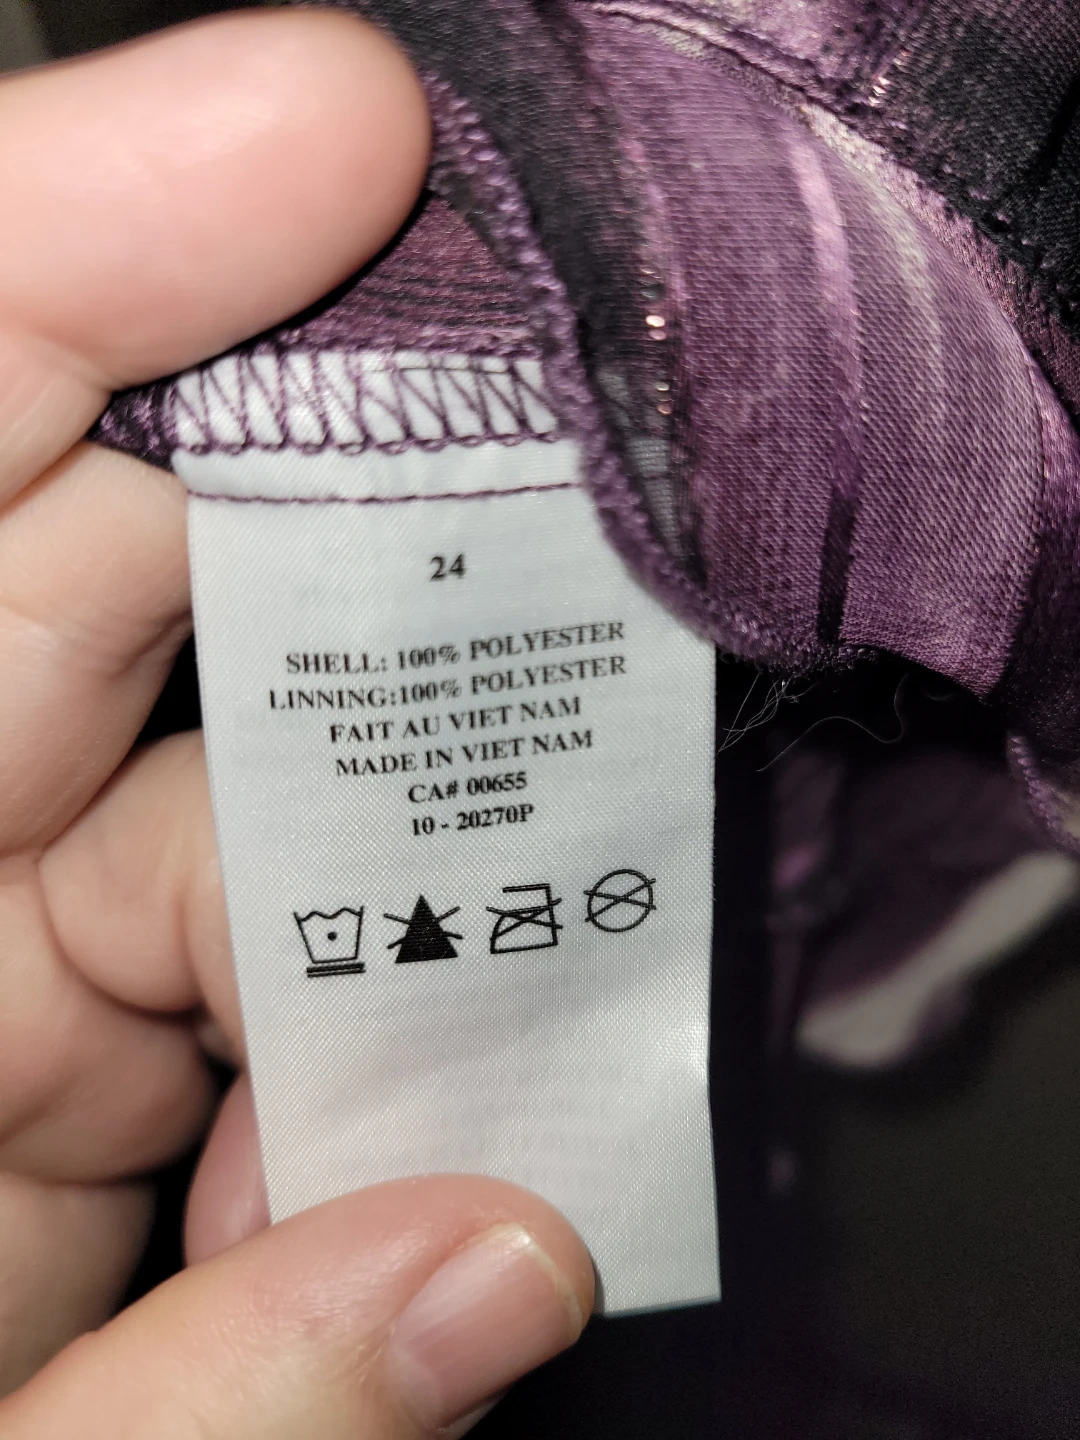 24
SHELL: 100% POLYESTER
LINNING:100% POLYESTER
FAIT AU VIET NAM
MADE IN VIET NAM
CA# 00655
10 - 20270P